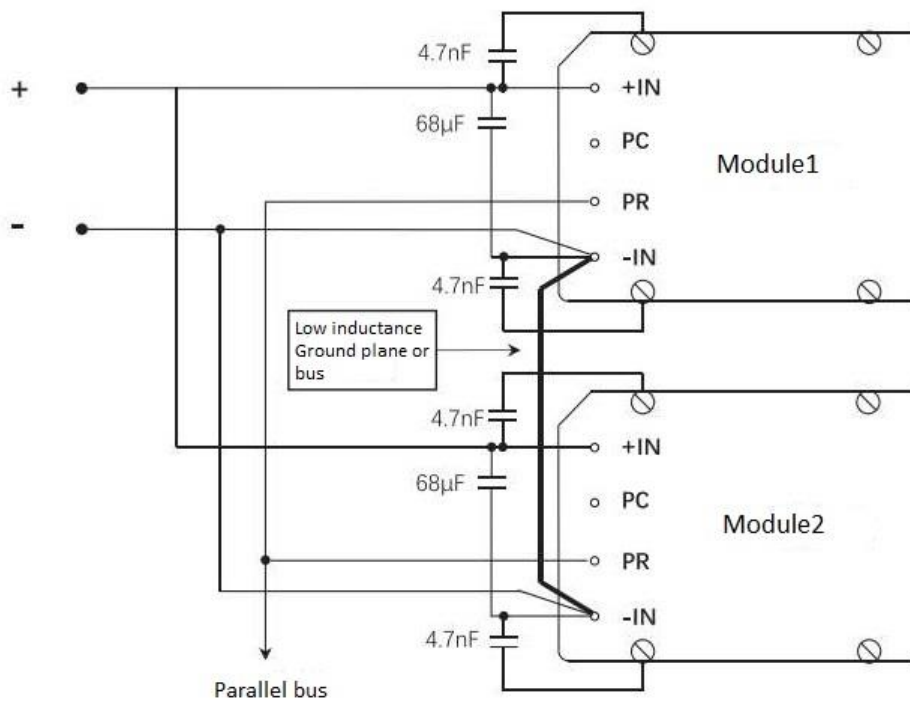 4.7nF
+
+IN
68μF
PC
Module1
PR
-
-IN
4.7nF
Low inductance
Ground plane or
bus
4.7nF
+IN
68μF
PC
Module2
PR
-IN
4.7nF
Parallel bus